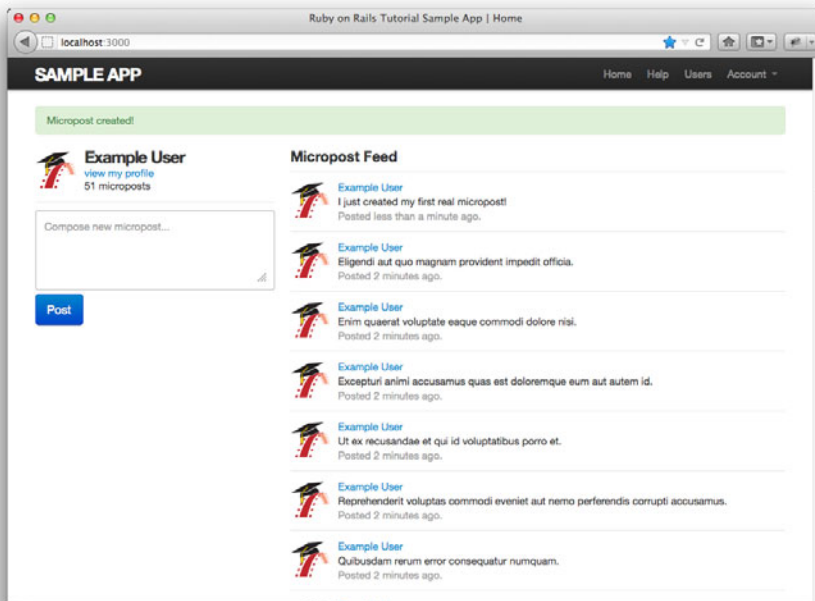 Ruby on Rails Tutorial Sample App | Home
localhost:3000
SAMPLE APP
Home Help Users Account
Micropost created!
Example User
view my profile
51 microposts
Compose new micropost...
Post
Micropost Feed
Example User
I just created my first real micropost!
Posted less than a minute ago.
Example User
Eligendi aut quo magnam provident impedit officia.
Posted 2 minutes ago.
Example User
Enim quaerat voluptate eaque commodi dolore nisi.
Posted 2 minutes ago.
Example User
Excepturi animi accusamus quas est doloremque eum aut autem id.
Posted 2 minutes ago.
Example User
Ut ex recusandae et qui id voluptatibus porro et.
Posted 2 minutes ago.
Example User
Reprehenderit voluptas commodi eveniet aut nemo perferendis corrupti accusamus.
Posted 2 minutes ago.
Example User
Quibusdam rerum error consequatur numquam.
Posted 2 minutes ago.